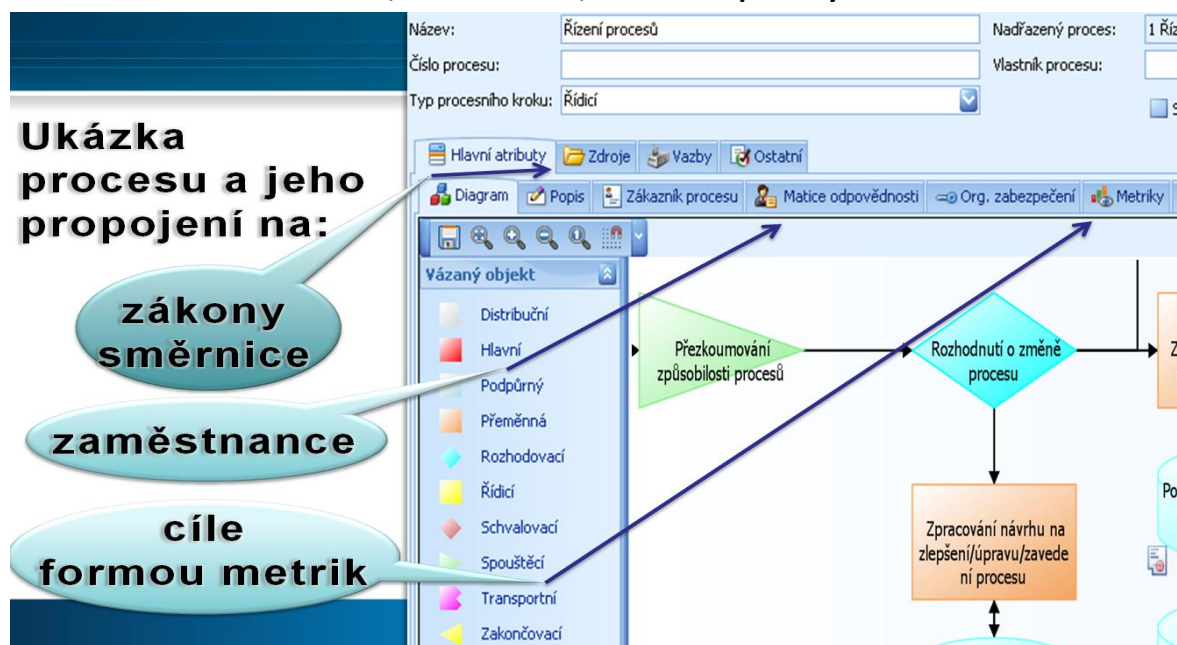 Ukázka
procesu a jeho
propojení na:
zákony
směrnice
zaměstnance
cíle
formou metrik
Název: Řízení procesů Nadřazený proces: 1 Říz
Číslo procesu: Vlastník procesu:
Typ procesního kroku: Řídicí
Hlavní atributy Zdroje Vazby Ostatní
Diagram Popis Zákazník procesu Matice odpovědnosti Org. zabezpečení Metriky
Vázaný objekt
Distribuční
Hlavní
Podpůrný
Přeměnná
Rozhodovací
Řídicí
Schvalovací
Spouštěcí
Transportní
Zakončovací
Přezkoumování
způsobilosti procesů
Rozhodnutí o změně
procesu
Zpracování návrhu na
zlepšení/úpravu/zavede
ní procesu
Po